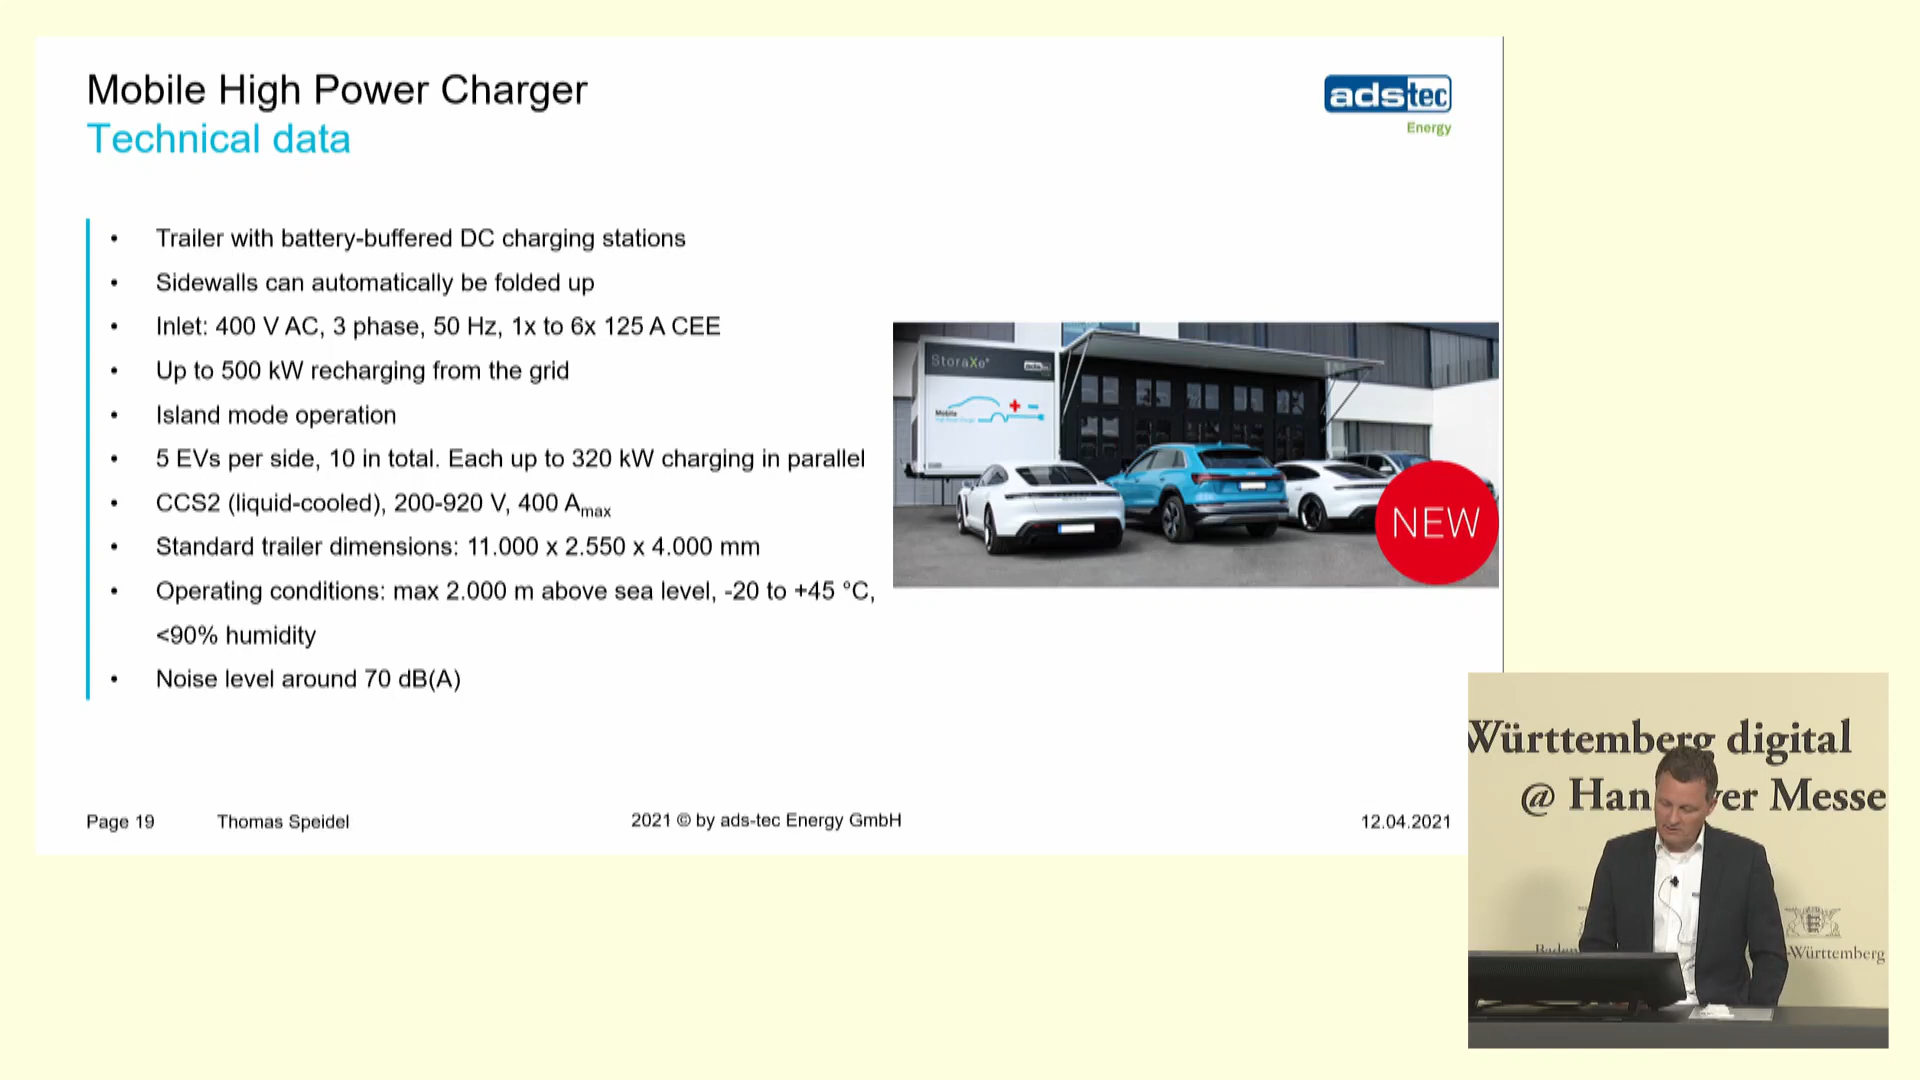 Mobile High Power Charger
Technical data
adstec
Energy
• Trailer with battery-buffered DC charging stations
• Sidewalls can automatically be folded up
• Inlet: 400 V AC, 3 phase, 50 Hz, 1x to 6x 125 A CEE
• Up to 500 kW recharging from the grid
• Island mode operation
• 5 EVs per side, 10 in total. Each up to 320 kW charging in parallel
• CCS2 (liquid-cooled), 200-920 V, 400 Amax
• Standard trailer dimensions: 11.000 x 2.550 x 4.000 mm
• Operating conditions: max 2.000 m above sea level, -20 to +45 °C,
<90% humidity
• Noise level around 70 dB(A)
StoraXe
Mobile
NEW
Page 19
Thomas Speidel
2021 © by ads-tec Energy GmbH
12.04.2021
Württemberg digital
@ Han ver Messe
Baden -Württemberg